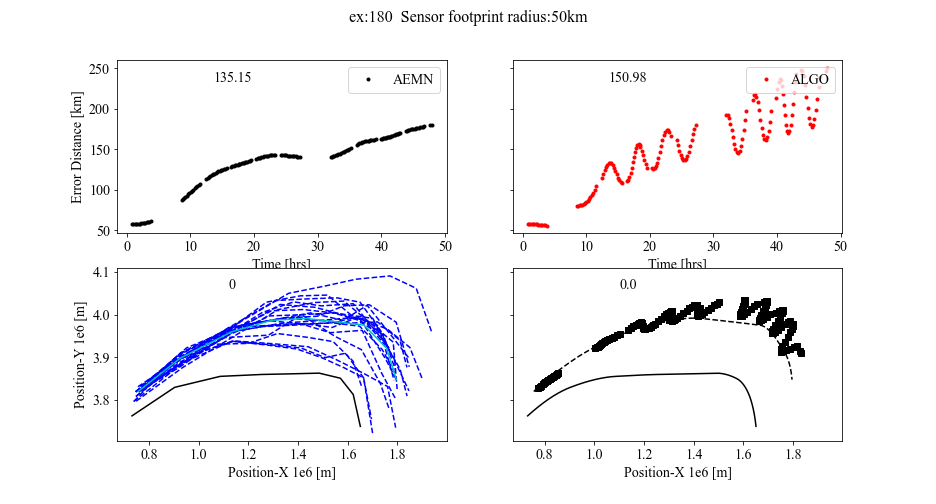 ex:180 Sensor footprint radius:50km
135.15
AEMN
150.98
ALGO
Error Distance [km]
250
200
150
100
50
0 10 20 30 40 50
0 10 20 30 40 50
Time [hrs]
Time [hrs]
0
0.0
Position-Y 1e6 [m]
4.1
4.0
3.9
3.8
0.8 1.0 1.2 1.4 1.6 1.8
0.8 1.0 1.2 1.4 1.6 1.8
Position-X 1e6 [m]
Position-X 1e6 [m]